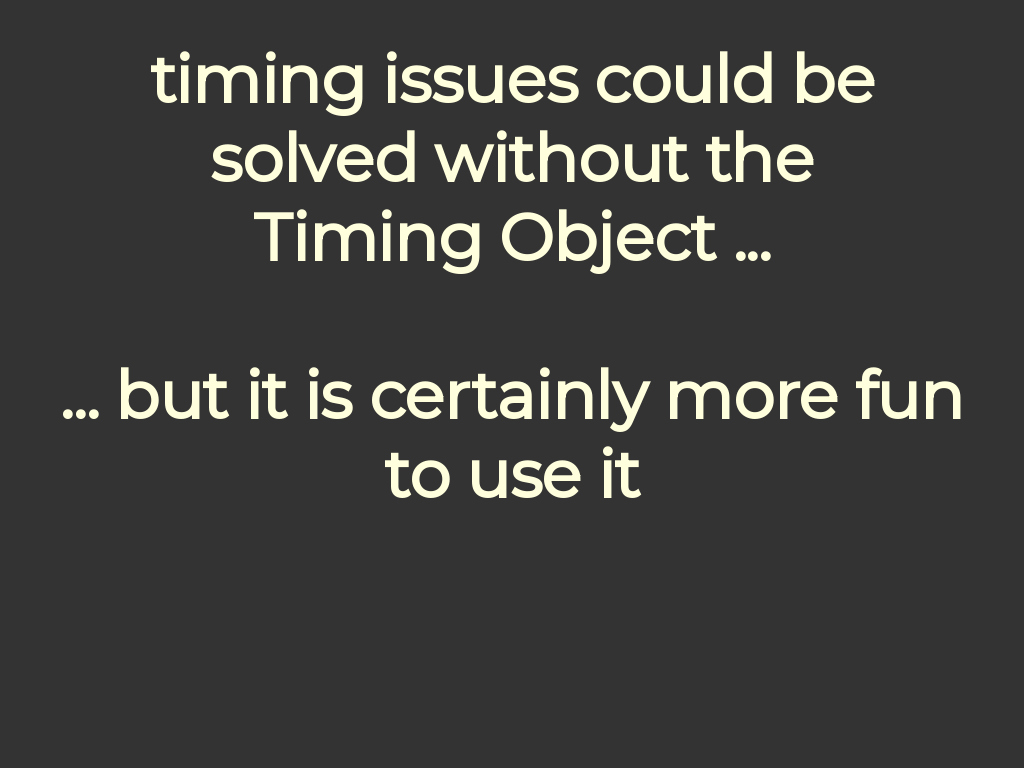 timing issues could be
solved without the
Timing Object ...
... but it is certainly more fun
to use it